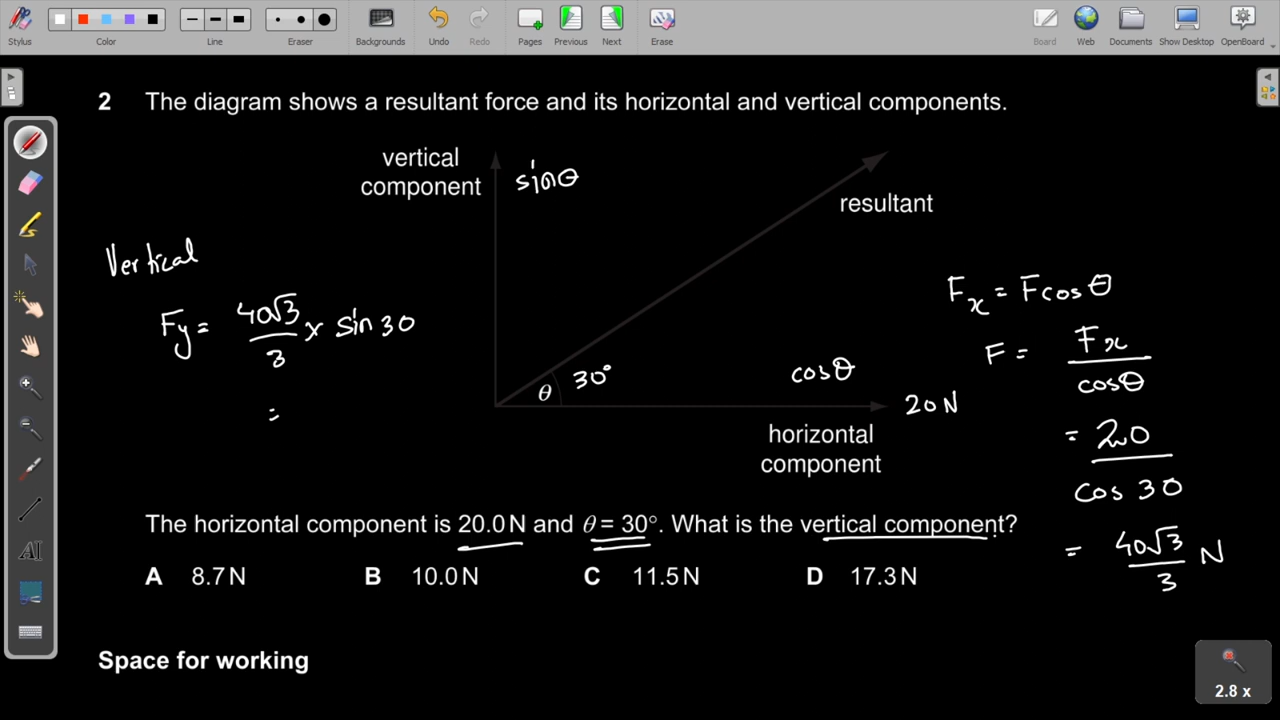 Stylus Color Line Eraser Backgrounds Undo Redo Pages Previous Next Erase Board Web Documents Show Desktop OpenBoard
2 The diagram shows a resultant force and its horizontal and vertical components.
vertical
component
sinθ
resultant
Vertical
Fy = 40√3/3 × sin 30
=
θ 30°
cosθ
20N
horizontal
component
Fx = Fcosθ
F = Fx/cosθ
= 20/cos 30
= 40√3/3 N
The horizontal component is 20.0 N and θ = 30°. What is the vertical component?
A 8.7 N B 10.0 N C 11.5 N D 17.3 N
Space for working
2.8 x